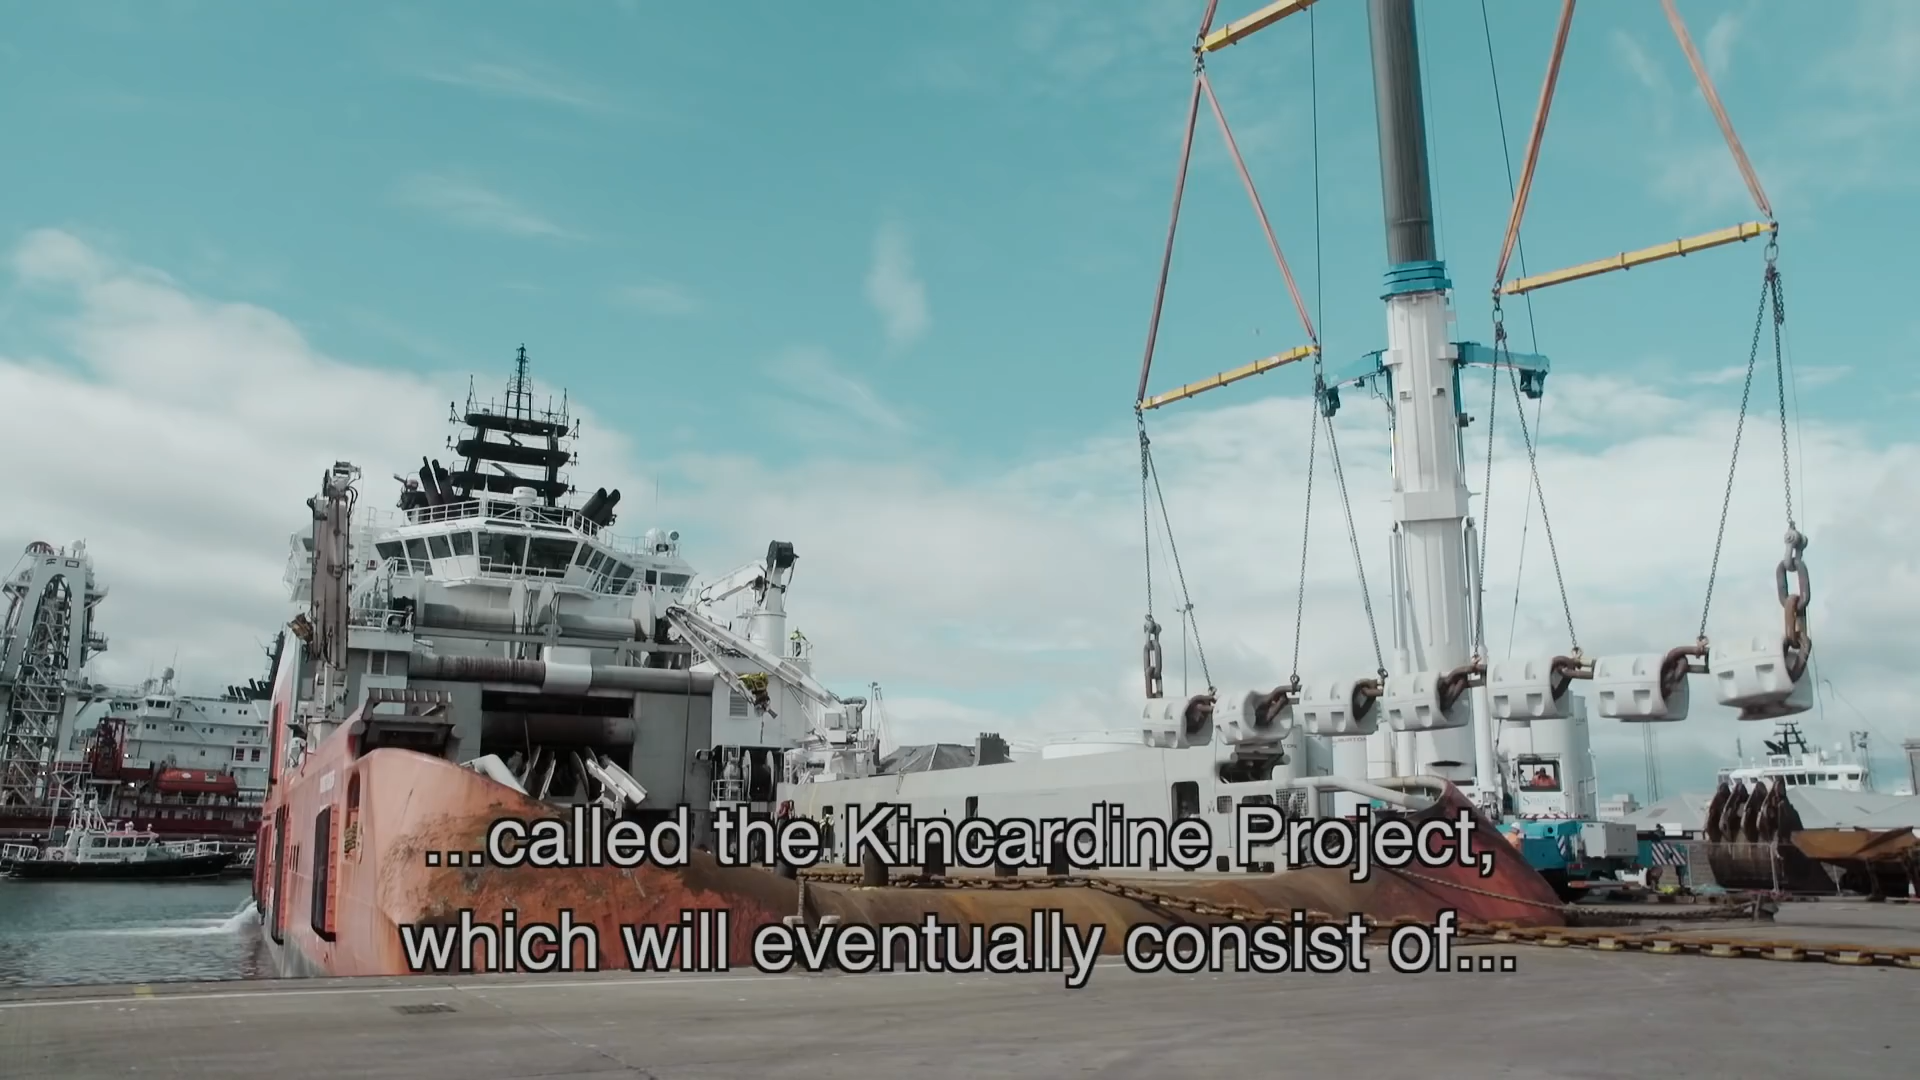 ...called the Kincardine Project,
which will eventually consist of...